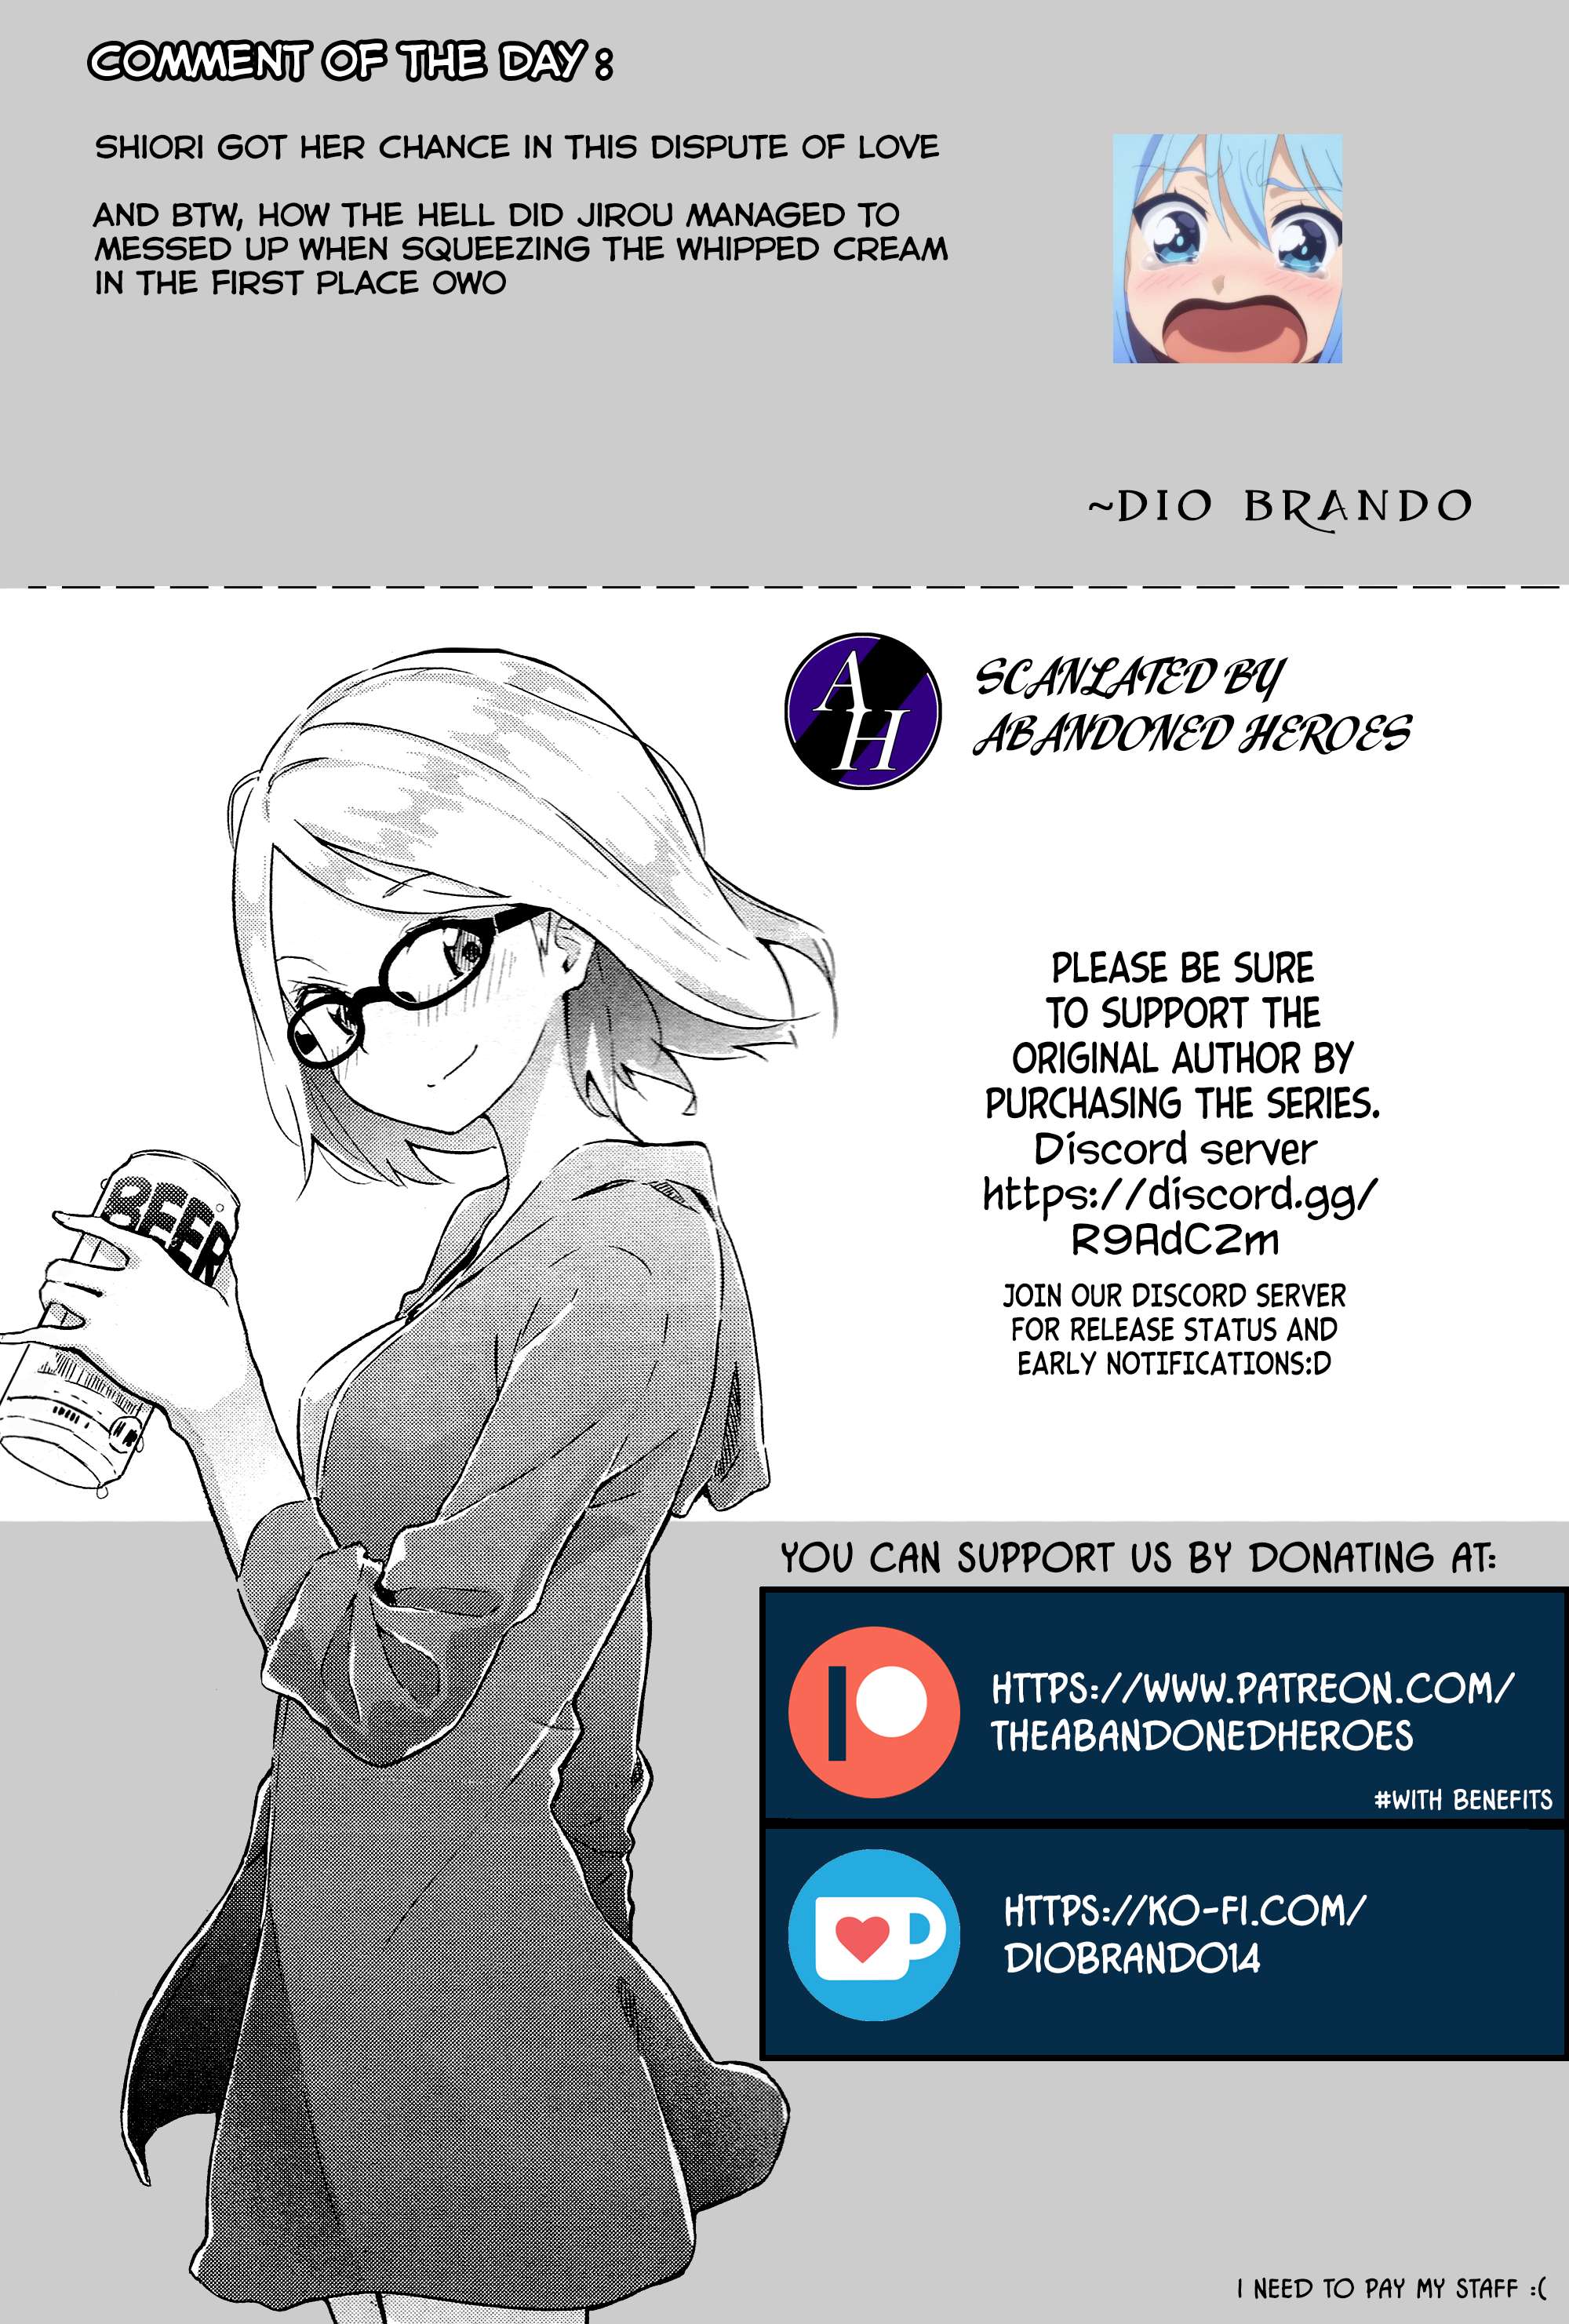 COMMENT OF THE DAY :
SHIORI GOT HER CHANCE IN THIS DISPUTE OF LOVE
AND BTW, HOW THE HELL DID JIROU MANAGED TO
MESSED UP WHEN SQUEEZING THE WHIPPED CREAM
IN THE FIRST PLACE OWO
~DIO BRANDO
AH
SCANLATED BY
ABANDONED HEROES
PLEASE BE SURE
TO SUPPORT THE
ORIGINAL AUTHOR BY
PURCHASING THE SERIES.
Discord server
https://discord.gg/
R9AdC2m
JOIN OUR DISCORD SERVER
FOR RELEASE STATUS AND
EARLY NOTIFICATIONS:D
BEER
YOU CAN SUPPORT US BY DONATING AT:
HTTPS://WWW.PATREON.COM/
THEABANDONEDHEROES
#WITH BENEFITS
HTTPS://KO-FI.COM/
DIOBRANDO14
I NEED TO PAY MY STAFF :(